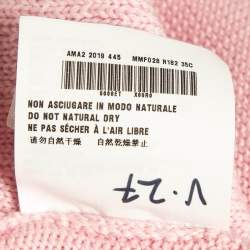 AMA2 2019 445 MMF028 R182 35C
NON ASCIUGARE IN MODO NATURALE
DO NOT NATURAL DRY
NE PAS SÉCHER À L'AIR LIBRE
请勿自然干燥 自然乾燥禁止
V.27